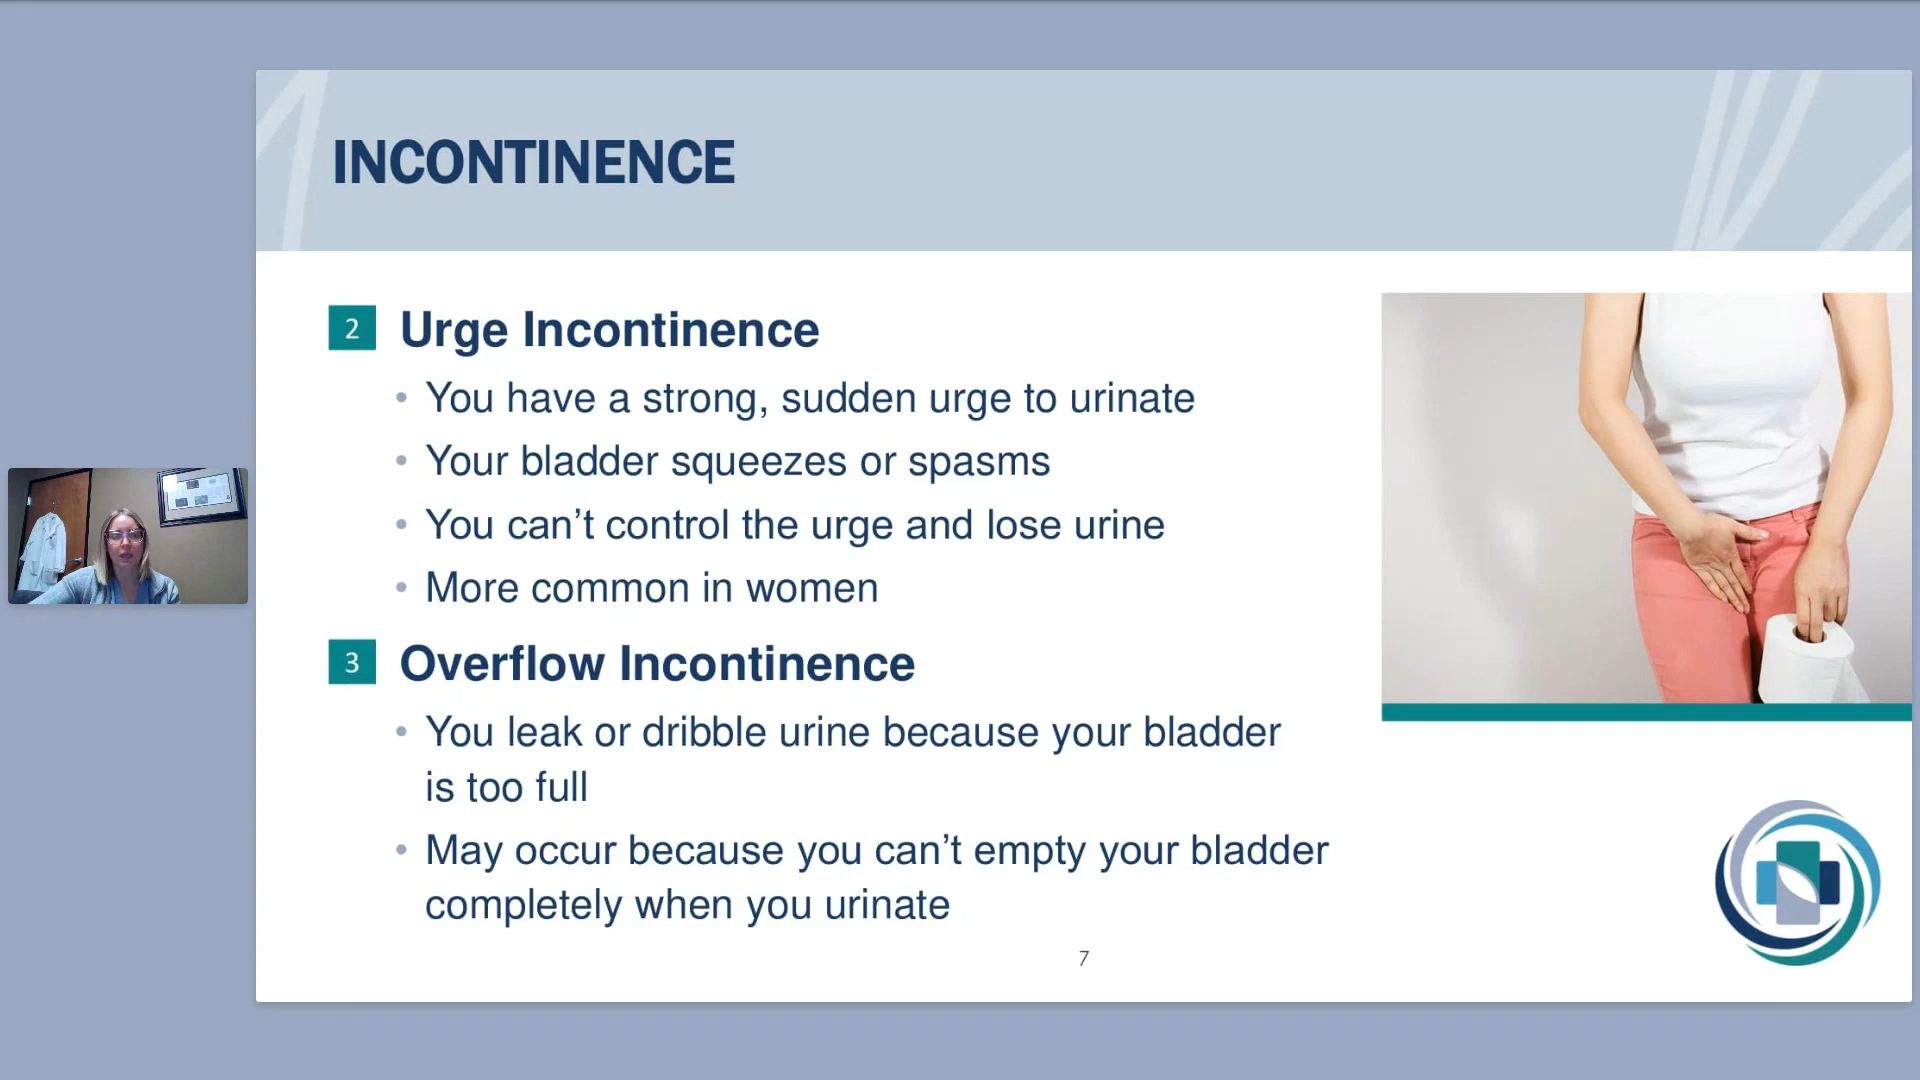 INCONTINENCE
2 Urge Incontinence
• You have a strong, sudden urge to urinate
• Your bladder squeezes or spasms
• You can’t control the urge and lose urine
• More common in women
3 Overflow Incontinence
• You leak or dribble urine because your bladder
is too full
• May occur because you can’t empty your bladder
completely when you urinate
7